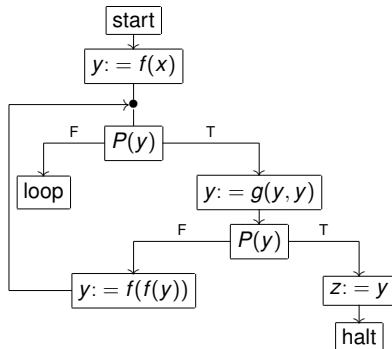 start
y: = f(x)
F
P(y)
T
loop
y: = g(y, y)
F
P(y)
T
y: = f(f(y))
z: = y
halt